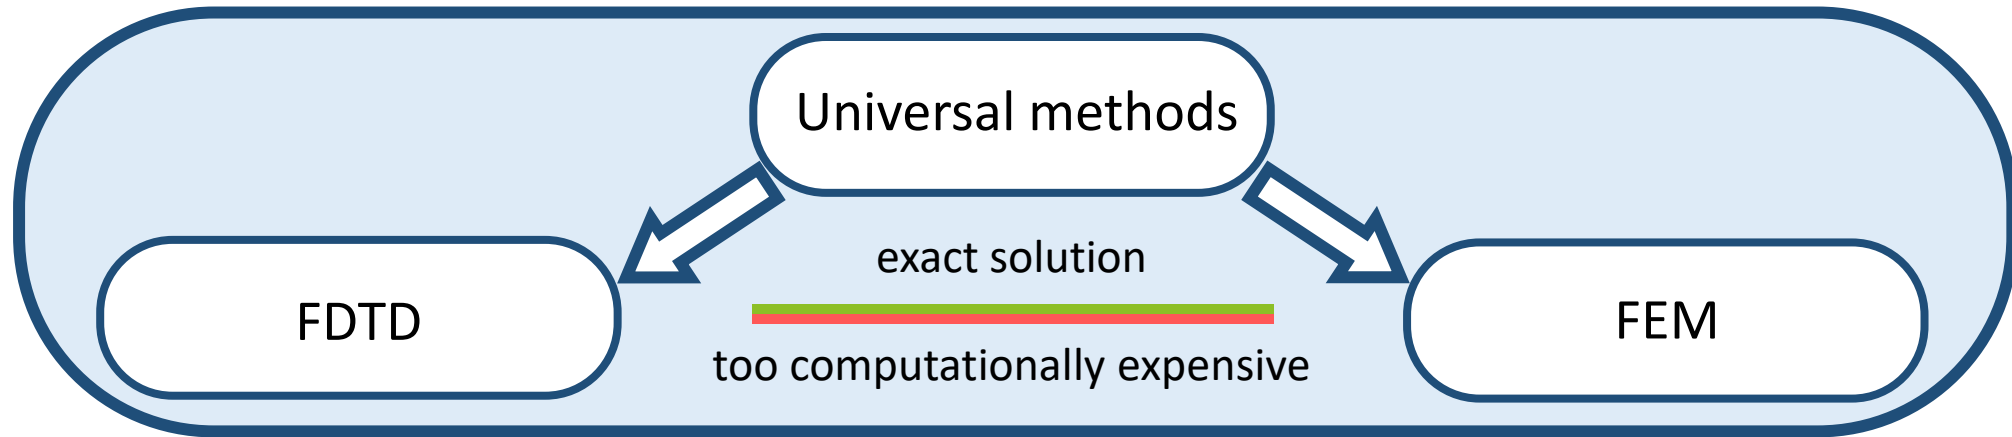 Universal methods
exact solution
FDTD
FEM
too computationally expensive